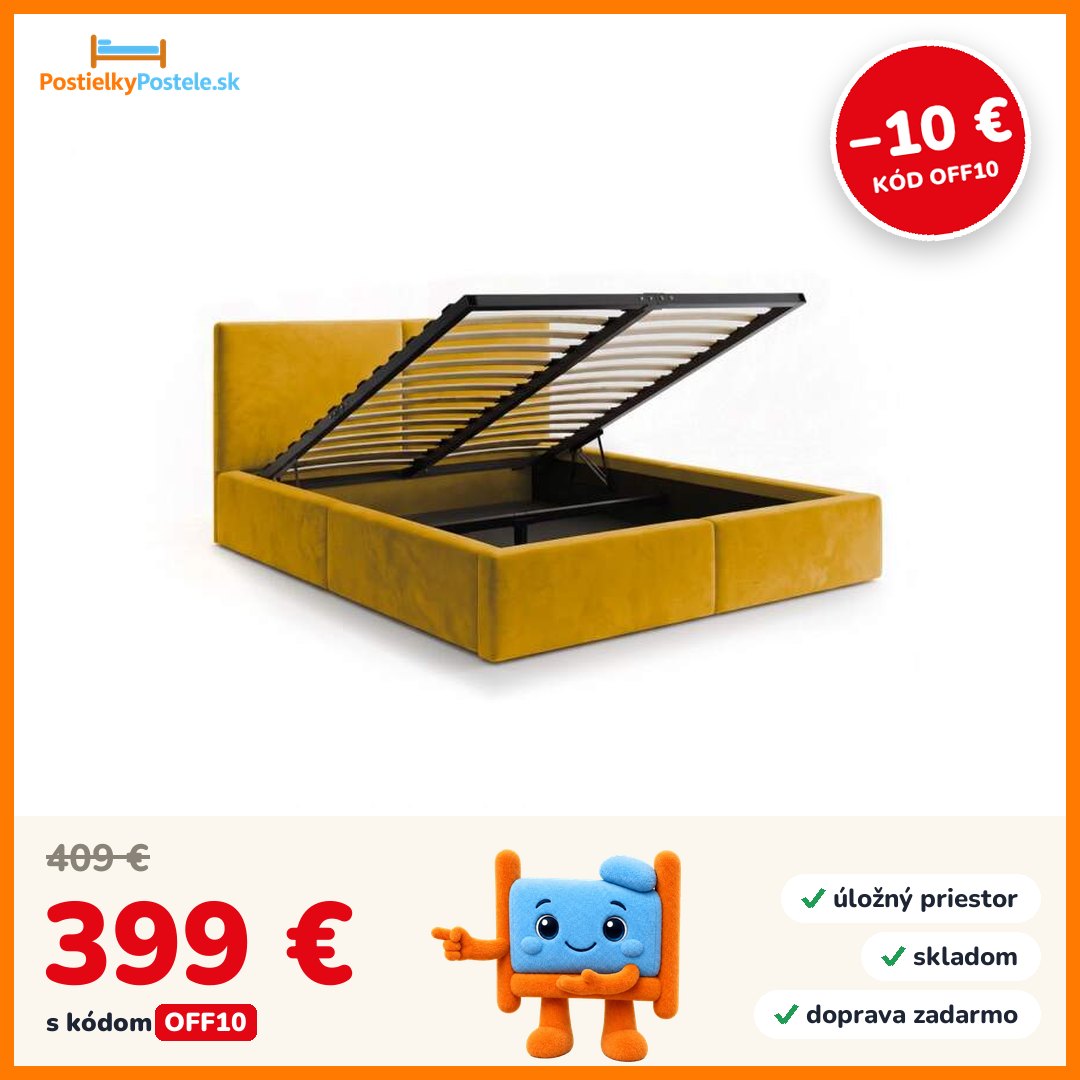 PostielkyPostele.sk
–10 €
KÓD OFF10
409 €
399 €
s kódom OFF10
úložný priestor
skladom
doprava zadarmo